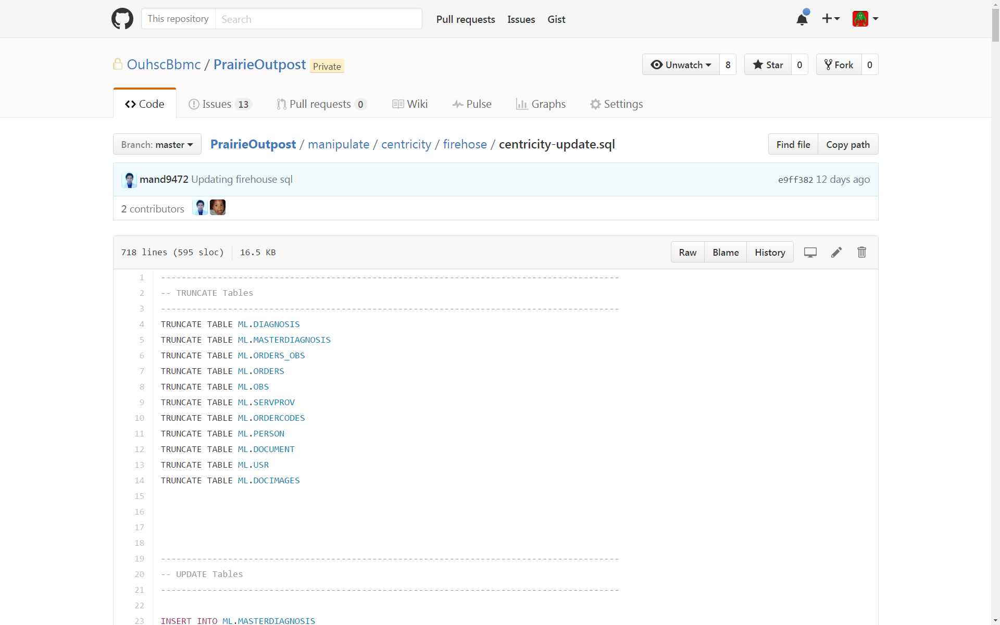 This repository Search Pull requests Issues Gist
OuhscBbmc / PrairieOutpost Private Unwatch 8 Star 0 Fork 0
Code Issues 13 Pull requests 0 Wiki Pulse Graphs Settings
Branch: master PrairieOutpost / manipulate / centricity / firehose / centricity-update.sql Find file Copy path
mand9472 Updating firehouse sql e9ff382 12 days ago
2 contributors
718 lines (595 sloc) 16.5 KB Raw Blame History
1 -----------------------------------------------------------------------------------------
2 -- TRUNCATE Tables
3 -----------------------------------------------------------------------------------------
4 TRUNCATE TABLE ML.DIAGNOSIS
5 TRUNCATE TABLE ML.MASTERDIAGNOSIS
6 TRUNCATE TABLE ML.ORDERS_OBS
7 TRUNCATE TABLE ML.ORDERS
8 TRUNCATE TABLE ML.OBS
9 TRUNCATE TABLE ML.SERVPROV
10 TRUNCATE TABLE ML.ORDERCODES
11 TRUNCATE TABLE ML.PERSON
12 TRUNCATE TABLE ML.DOCUMENT
13 TRUNCATE TABLE ML.USR
14 TRUNCATE TABLE ML.DOCIMAGES
15
16
17
18
19 -----------------------------------------------------------------------------------------
20 -- UPDATE Tables
21 -----------------------------------------------------------------------------------------
22
23 INSERT INTO ML.MASTERDIAGNOSIS